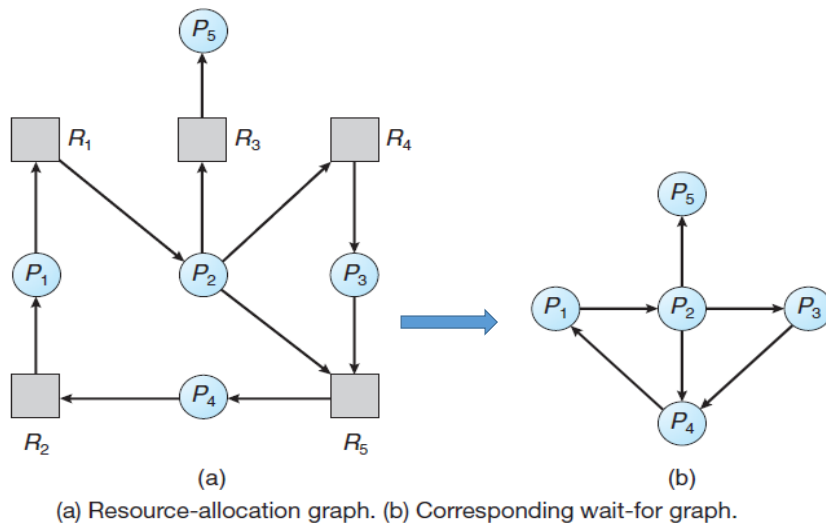 P5
R1
R3
R4
P5
P1
P2
P3
P1
P2
P3
P4
P4
R2
R5
(a)
(b)
(a) Resource-allocation graph. (b) Corresponding wait-for graph.